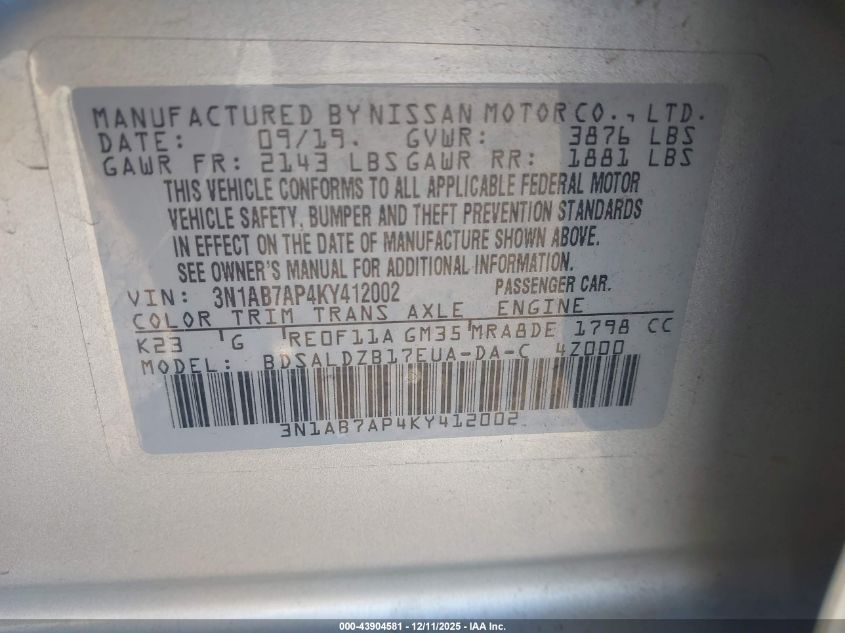 MANUFACTURED BY NISSAN MOTOR CO., LTD.
DATE: 09/19. GVWR: 3876 LBS
GAWR FR: 2143 LBS GAWR RR: 1881 LBS
THIS VEHICLE CONFORMS TO ALL APPLICABLE FEDERAL MOTOR
VEHICLE SAFETY, BUMPER AND THEFT PREVENTION STANDARDS
IN EFFECT ON THE DATE OF MANUFACTURE SHOWN ABOVE.
SEE OWNER'S MANUAL FOR ADDITIONAL INFORMATION.
VIN: 3N1AB7AP4KY412002 PASSENGER CAR.
COLOR TRIM TRANS AXLE ENGINE
K23 G RE0F11A GM35 MRA8DE 1798 CC
MODEL: BDSALDZB17EUA-DA-C 4Z000
3N1AB7AP4KY412002
000-43904581 - 12/11/2025 - IAA Inc.